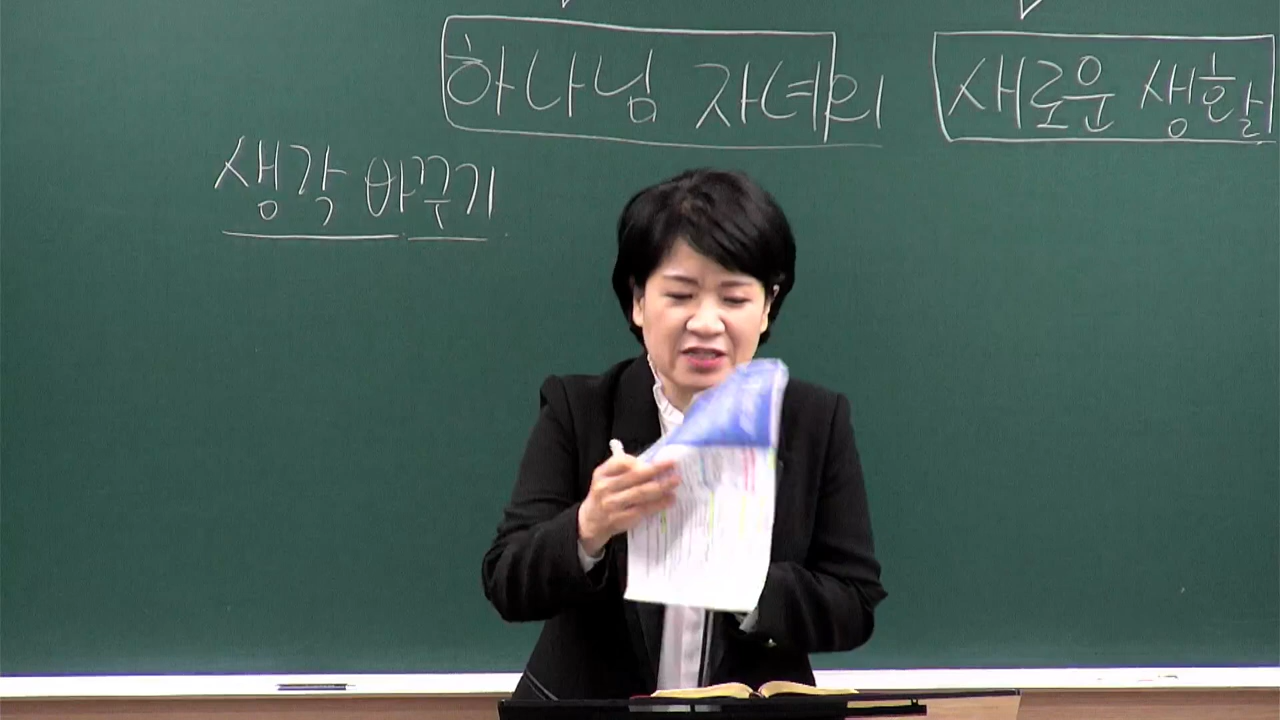 하나님 자녀의 새로운 생활
생각 바꾸기